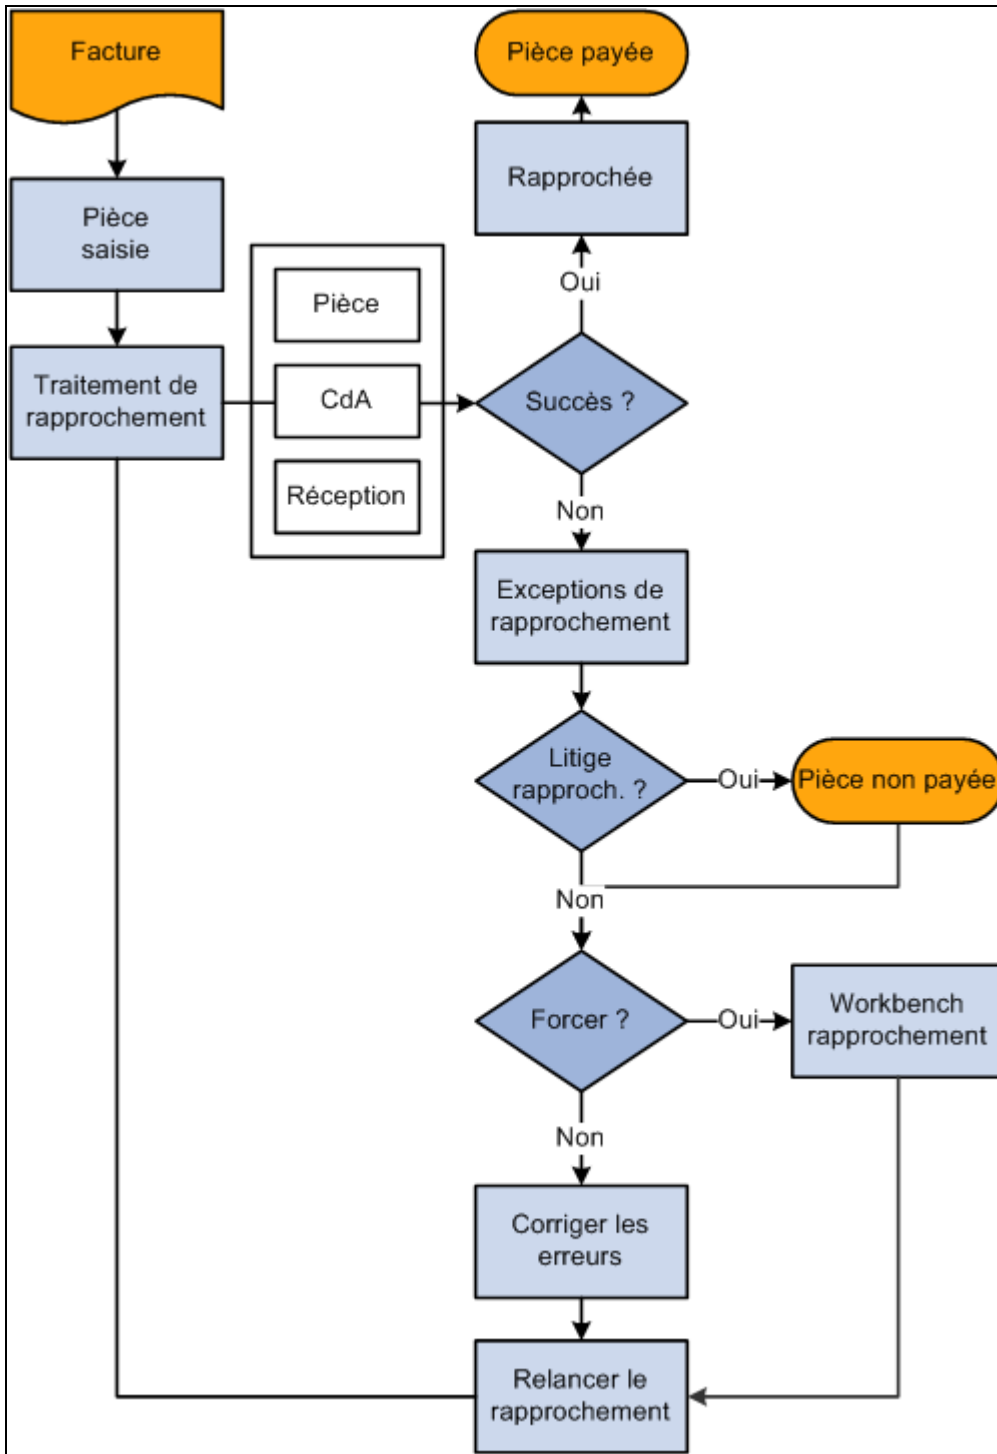 Facture
Pièce
saisie
Traitement de
rapprochement
Pièce
CdA
Réception
Pièce payée
Rapprochée
Oui
Succès ?
Non
Exceptions de
rapprochement
Litige
rapproch. ?
Oui
Pièce non payée
Non
Forcer ?
Oui
Workbench
rapprochement
Non
Corriger les
erreurs
Relancer le
rapprochement